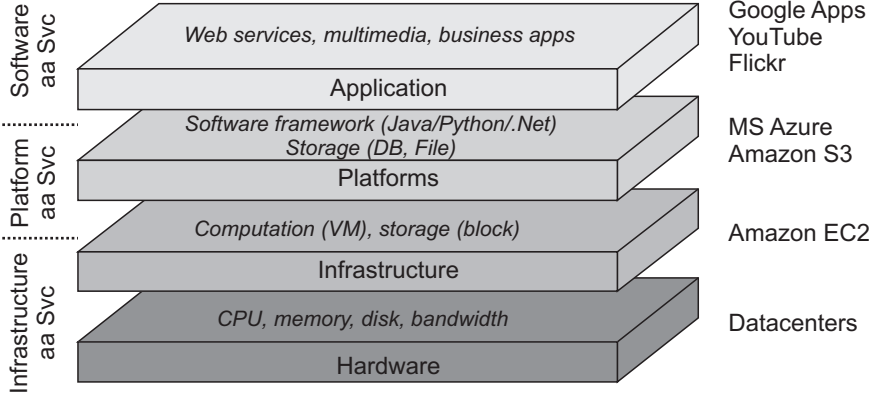 Software
aa Svc
Web services, multimedia, business apps
Application
Google Apps
YouTube
Flickr
Platform
aa Svc
Software framework (Java/Python/.Net)
Storage (DB, File)
Platforms
MS Azure
Amazon S3
Infrastructure
aa Svc
Computation (VM), storage (block)
Infrastructure
Amazon EC2
CPU, memory, disk, bandwidth
Hardware
Datacenters